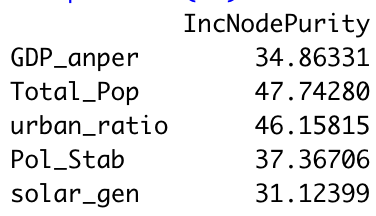 IncNodePurity
GDP_anper 34.86331
Total_Pop 47.74280
urban_ratio 46.15815
Pol_Stab 37.36706
solar_gen 31.12399